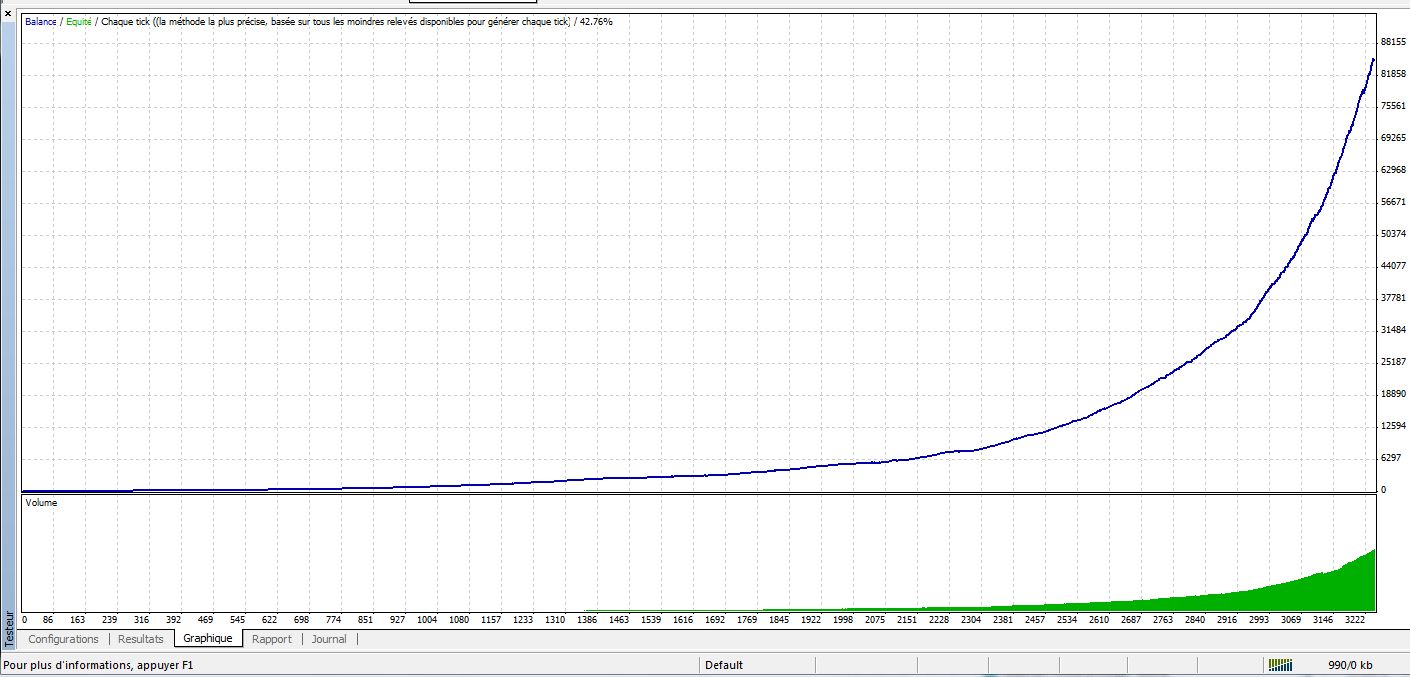 Balance / Equité / Chaque tick ((la méthode la plus précise, basée sur tous les moindres relevés disponibles pour générer chaque tick) / 42.76%
88155
81858
75561
69265
62968
56671
50374
44077
37781
31484
25187
18890
12594
6297
0
Volume
0 86 163 239 316 392 469 545 622 698 774 851 927 1004 1080 1157 1233 1310 1386 1463 1539 1616 1692 1769 1845 1922 1998 2075 2151 2228 2304 2381 2457 2534 2610 2687 2763 2840 2916 2993 3069 3146 3222
Testeur
Configurations | Resultats | Graphique | Rapport | Journal |
Pour plus d'informations, appuyer F1 Default 990/0 kb